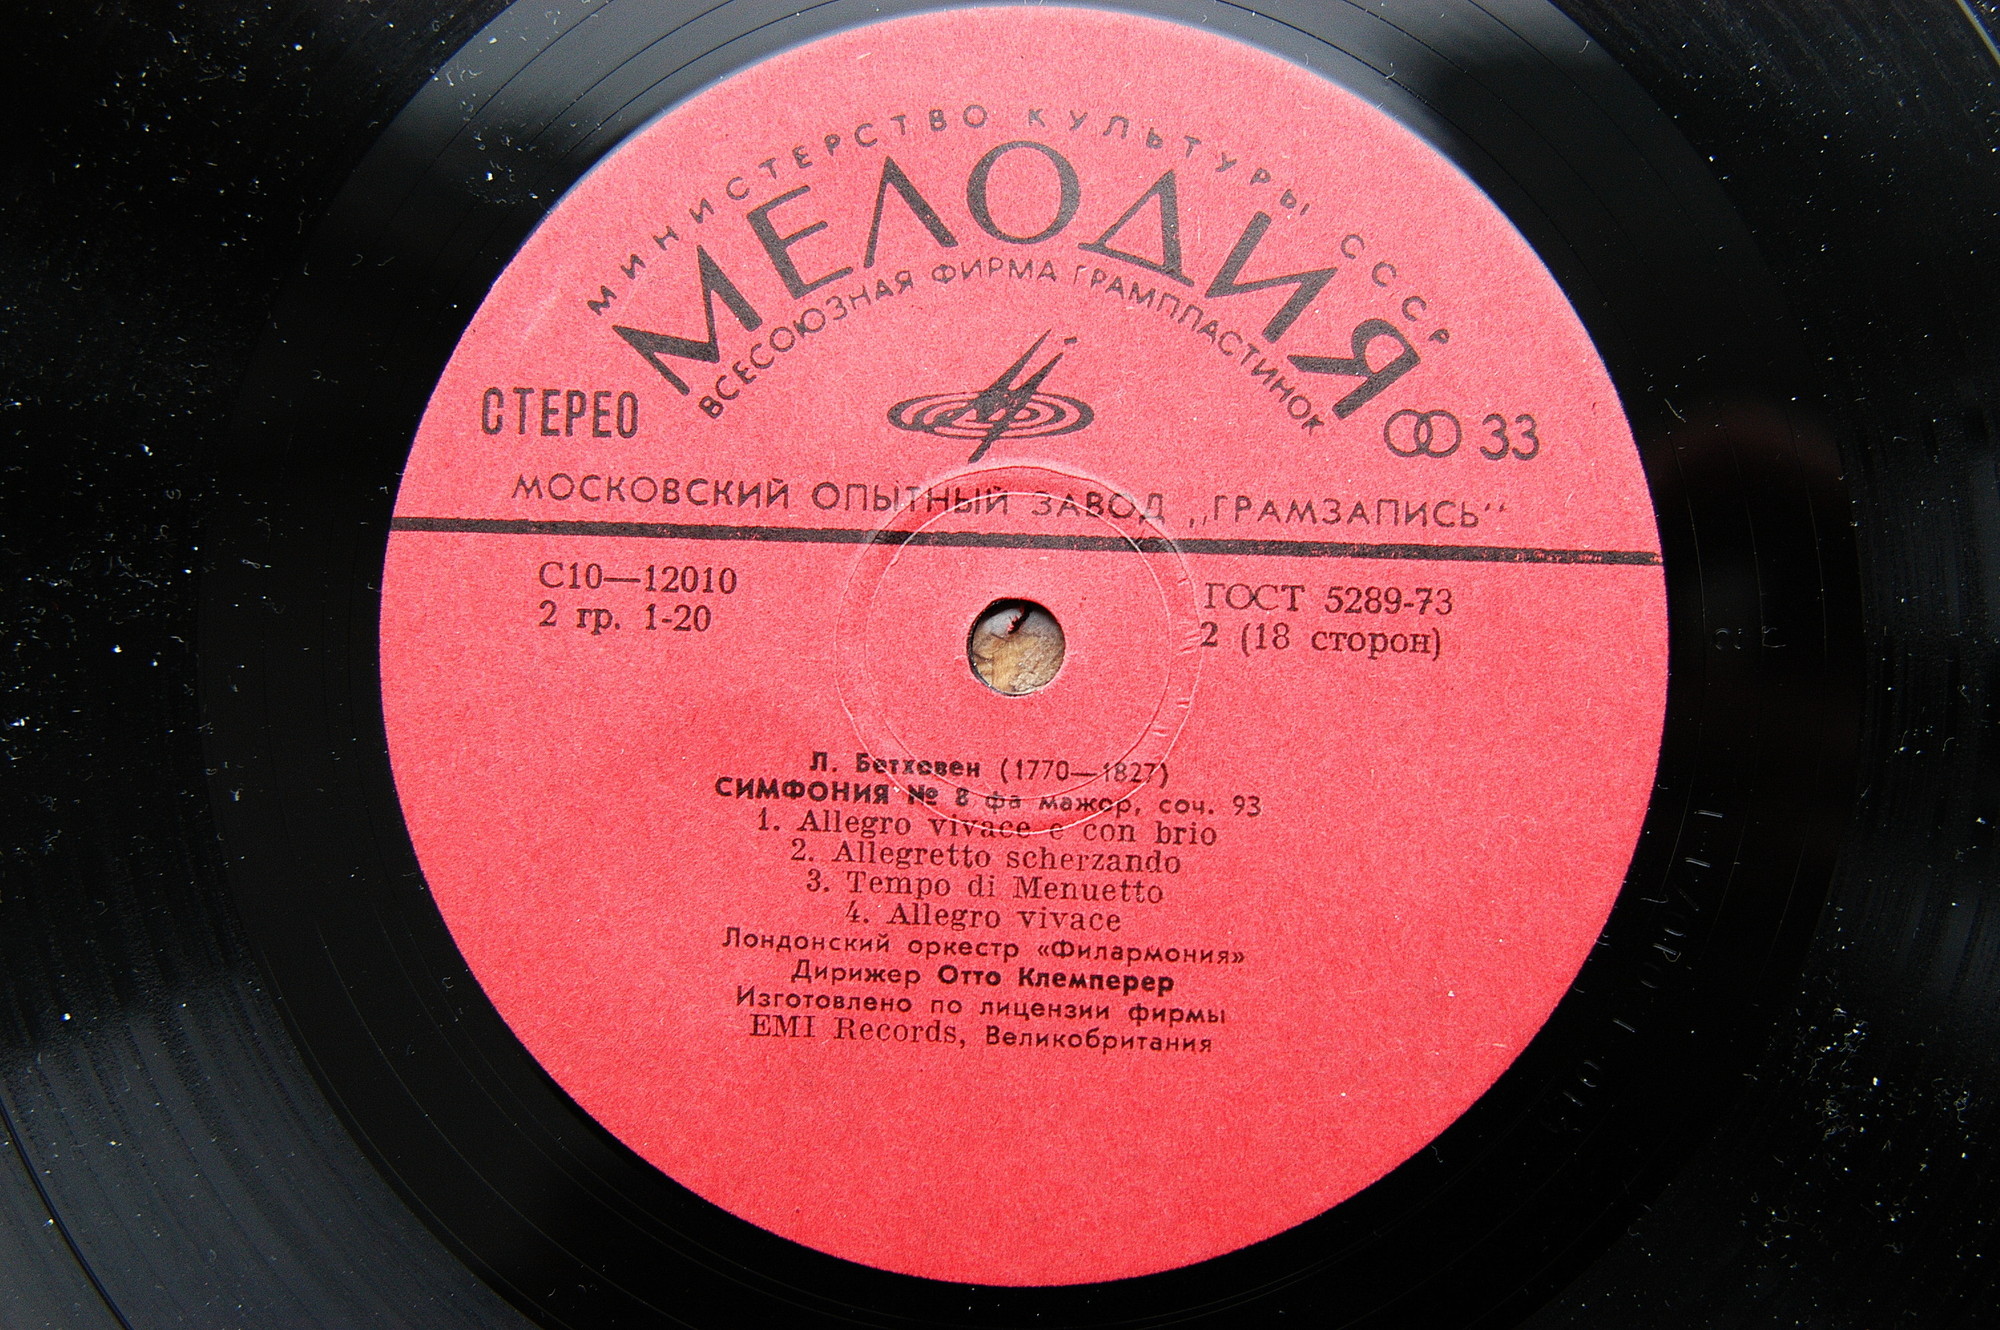 МИНИСТЕРСТВО КУЛЬТУРЫ СССР
МЕЛОДИЯ
ВСЕСОЮЗНАЯ ФИРМА ГРАМПЛАСТИНОК
СТЕРЕО
33
МОСКОВСКИЙ ОПЫТНЫЙ ЗАВОД „ГРАМЗАПИСЬ“
С10—12010
2 гр. 1-20
ГОСТ 5289-73
2 (18 сторон)
Л. Бетховен (1770—1827)
СИМФОНИЯ № 8 фа мажор, соч. 93
1. Allegro vivace e con brio
2. Allegretto scherzando
3. Tempo di Menuetto
4. Allegro vivace
Лондонский оркестр «Филармония»
Дирижер Отто Клемперер
Изготовлено по лицензии фирмы
EMI Records, Великобритания